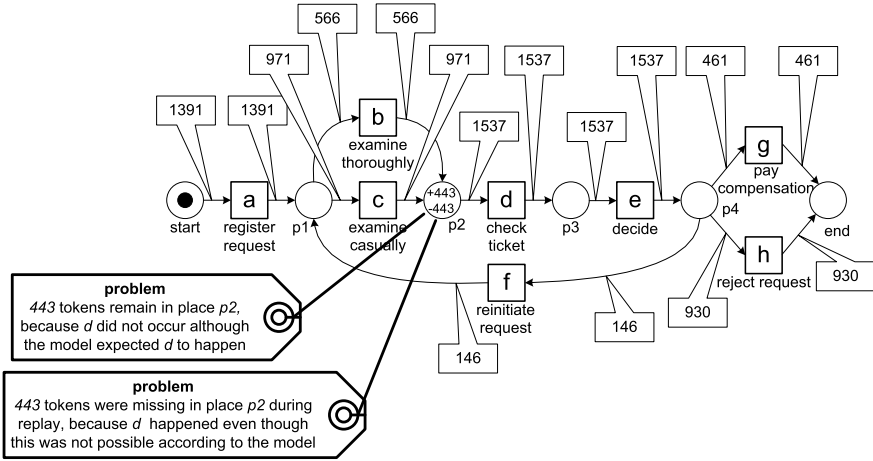 566
566
971
971
1537
1537
461
461
1391
1391
1537
1537
b
examine
thoroughly
g
pay
compensation
a
register
request
start
p1
c
examine
casually
+443
-443
p2
d
check
ticket
p3
e
decide
p4
end
h
reject request
f
reinitiate
request
930
930
146
146
problem
443 tokens remain in place p2,
because d did not occur although
the model expected d to happen
problem
443 tokens were missing in place p2 during
replay, because d happened even though
this was not possible according to the model